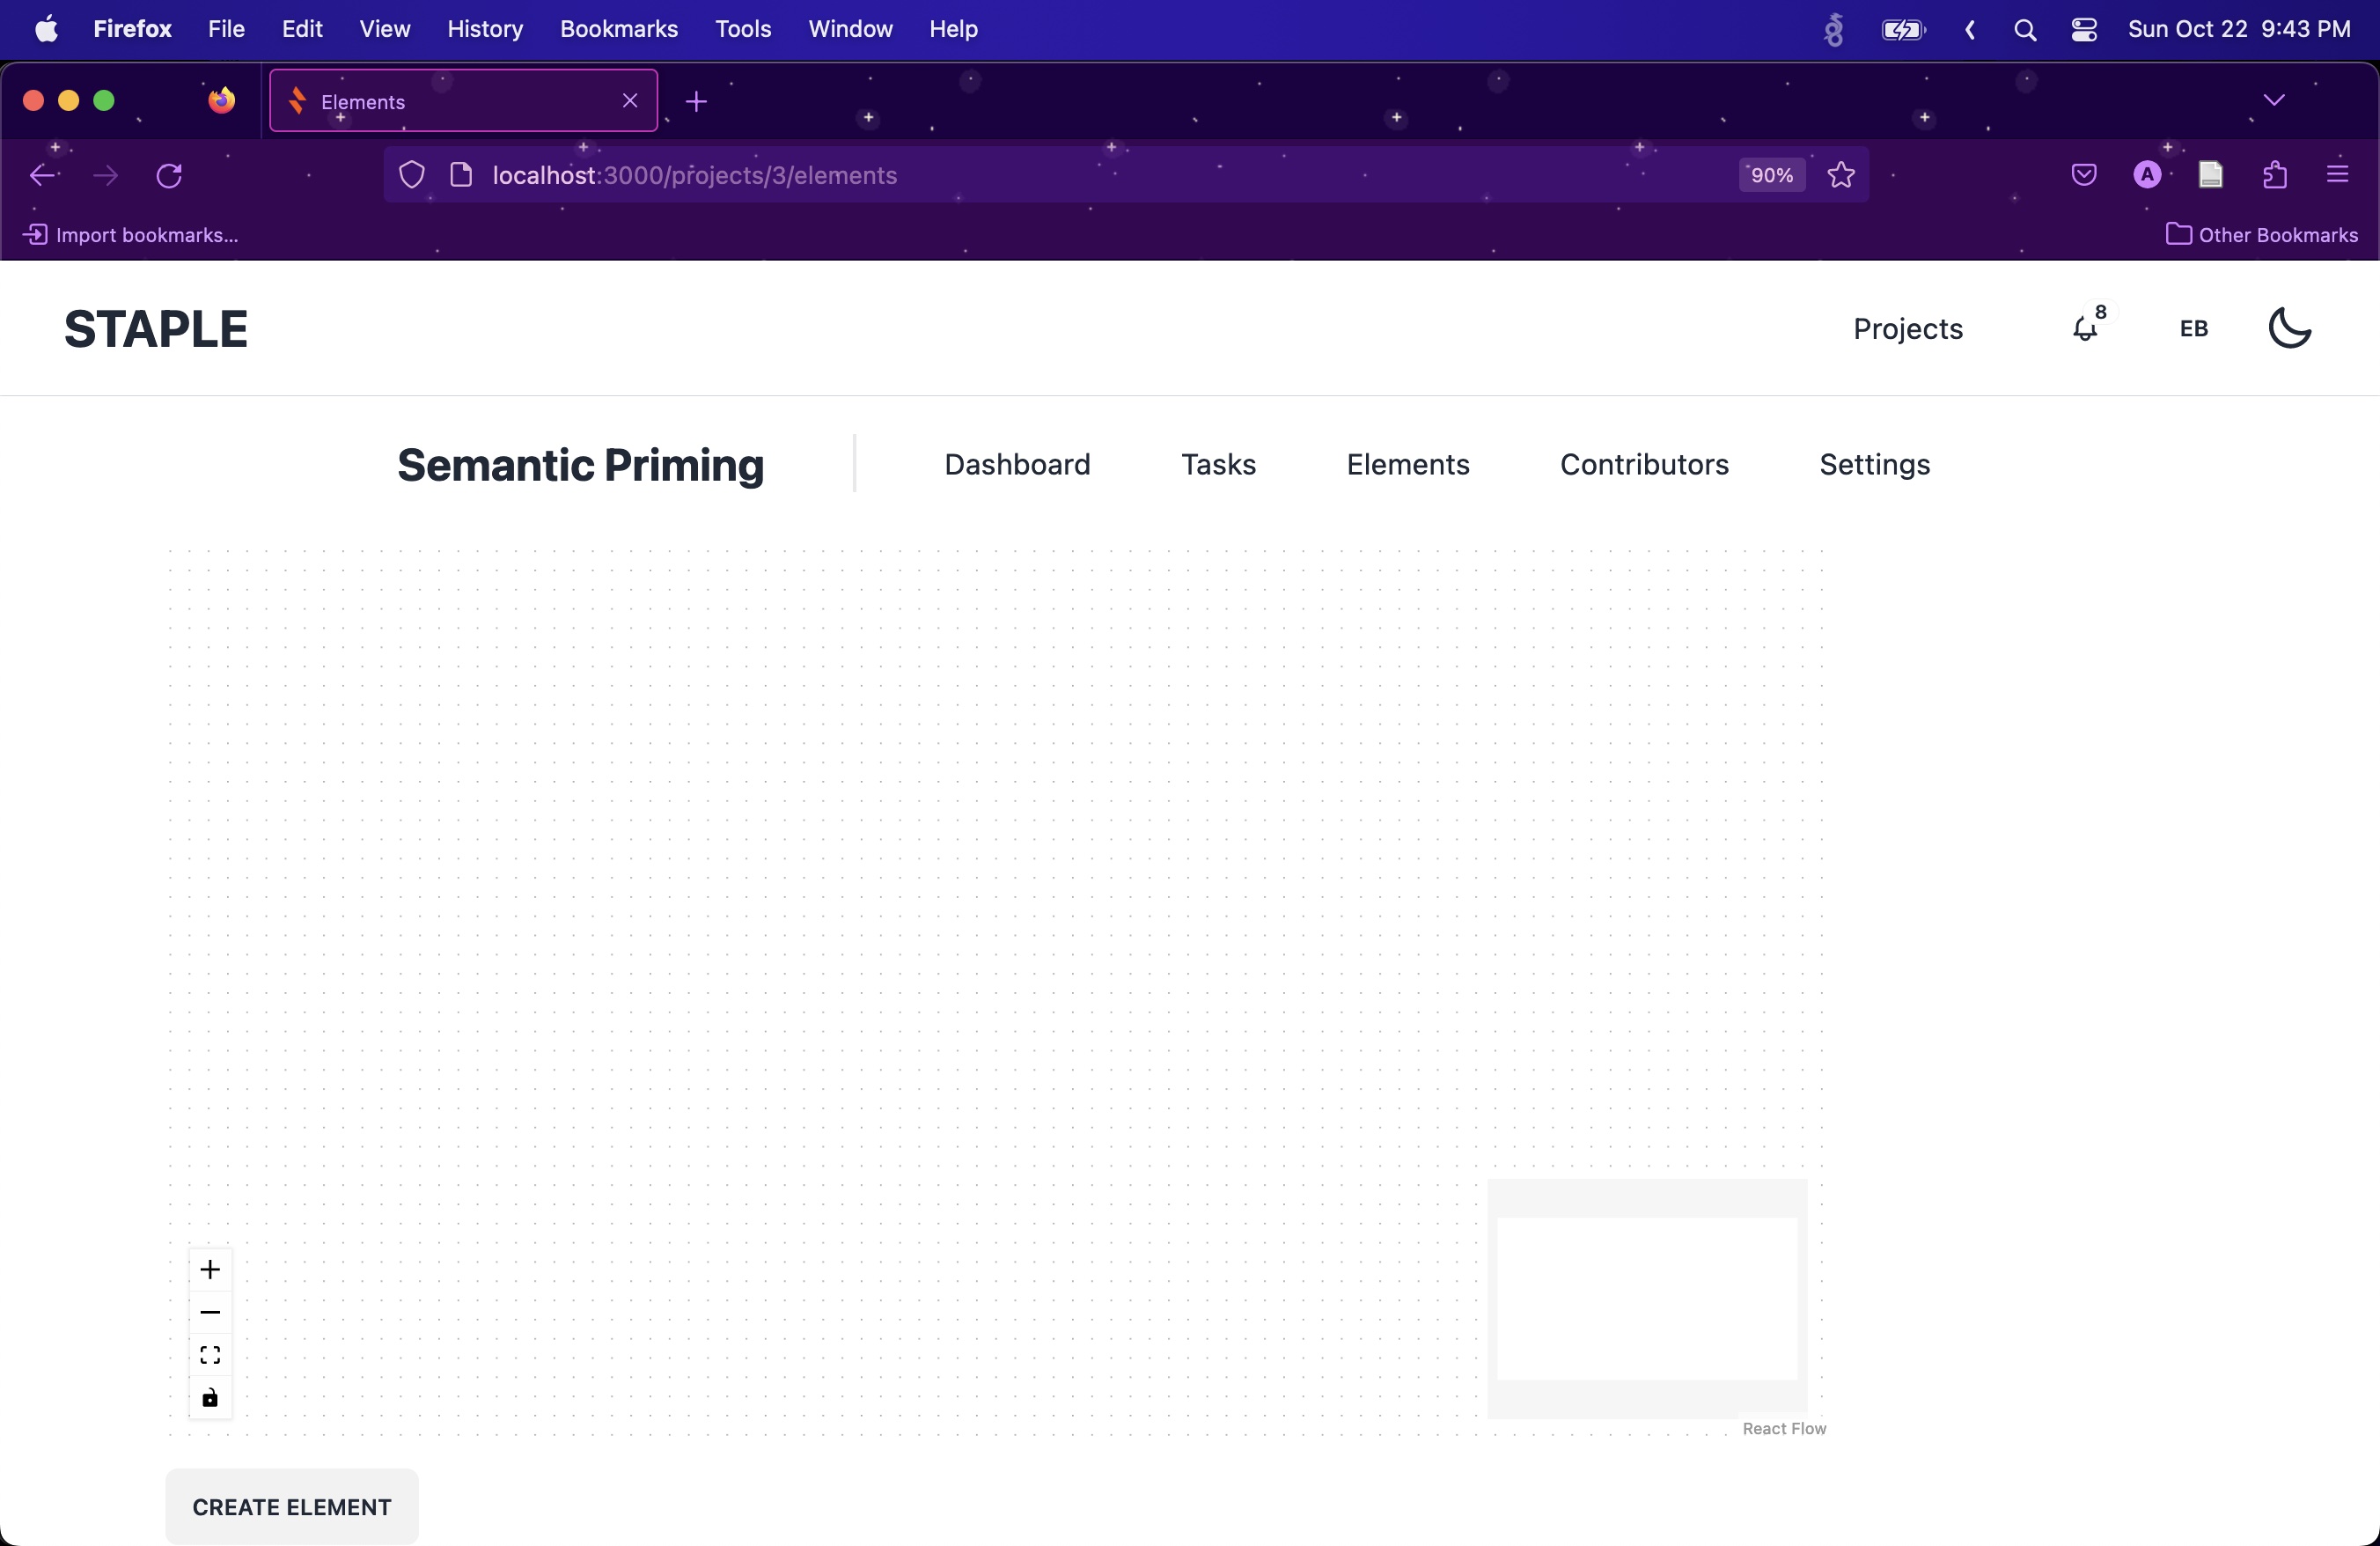 Firefox File Edit View History Bookmarks Tools Window Help Sun Oct 22 9:43 PM
Elements
localhost:3000/projects/3/elements 90% A
Import bookmarks... Other Bookmarks
STAPLE Projects 8 EB
Semantic Priming Dashboard Tasks Elements Contributors Settings
React Flow
CREATE ELEMENT